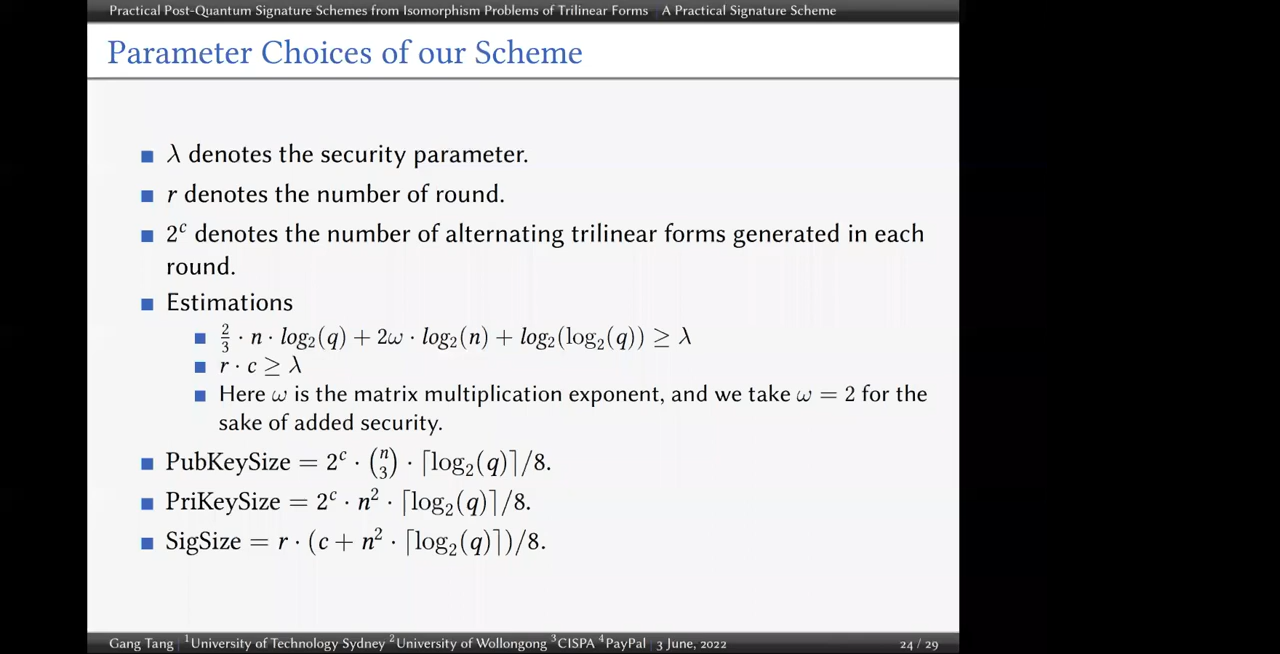 Practical Post-Quantum Signature Schemes from Isomorphism Problems of Trilinear Forms | A Practical Signature Scheme
Parameter Choices of our Scheme
■ λ denotes the security parameter.
■ r denotes the number of round.
■ 2^c denotes the number of alternating trilinear forms generated in each
round.
■ Estimations
■ 2/3 · n · log₂(q) + 2ω · log₂(n) + log₂(log₂(q)) ≥ λ
■ r · c ≥ λ
■ Here ω is the matrix multiplication exponent, and we take ω = 2 for the
sake of added security.
■ PubKeySize = 2^c · (n 3) · ⌈log₂(q)⌉/8.
■ PriKeySize = 2^c · n² · ⌈log₂(q)⌉/8.
■ SigSize = r · (c + n² · ⌈log₂(q)⌉)/8.
Gang Tang | ¹University of Technology Sydney ²University of Wollongong ³CISPA ⁴PayPal | 3 June, 2022 24 / 29